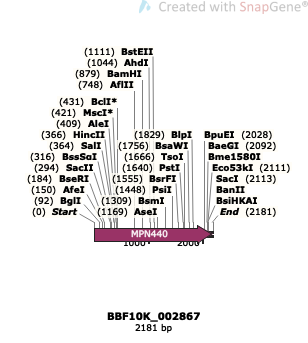 Created with SnapGene®
(1111) BstEII
(1044) AhdI
(879) BamHI
(748) AflII
(431) BclI*
(421) MscI*
(409) AleI
(366) HincII
(364) SalI
(316) BssSαI
(294) SacII
(184) BseRI
(150) AfeI
(92) BglI
(0) Start
(1829) BlpI
(1756) BsaWI
(1666) TsoI
(1640) PstI
(1555) BsrFI
(1448) PsiI
(1309) BsmI
(1169) AseI
BpuEI (2028)
BaeGI (2092)
Bme1580I
Eco53kI (2111)
SacI (2113)
BanII
BsiHKAI
End (2181)
MPN440
1000
2000
BBF10K_002867
2181 bp